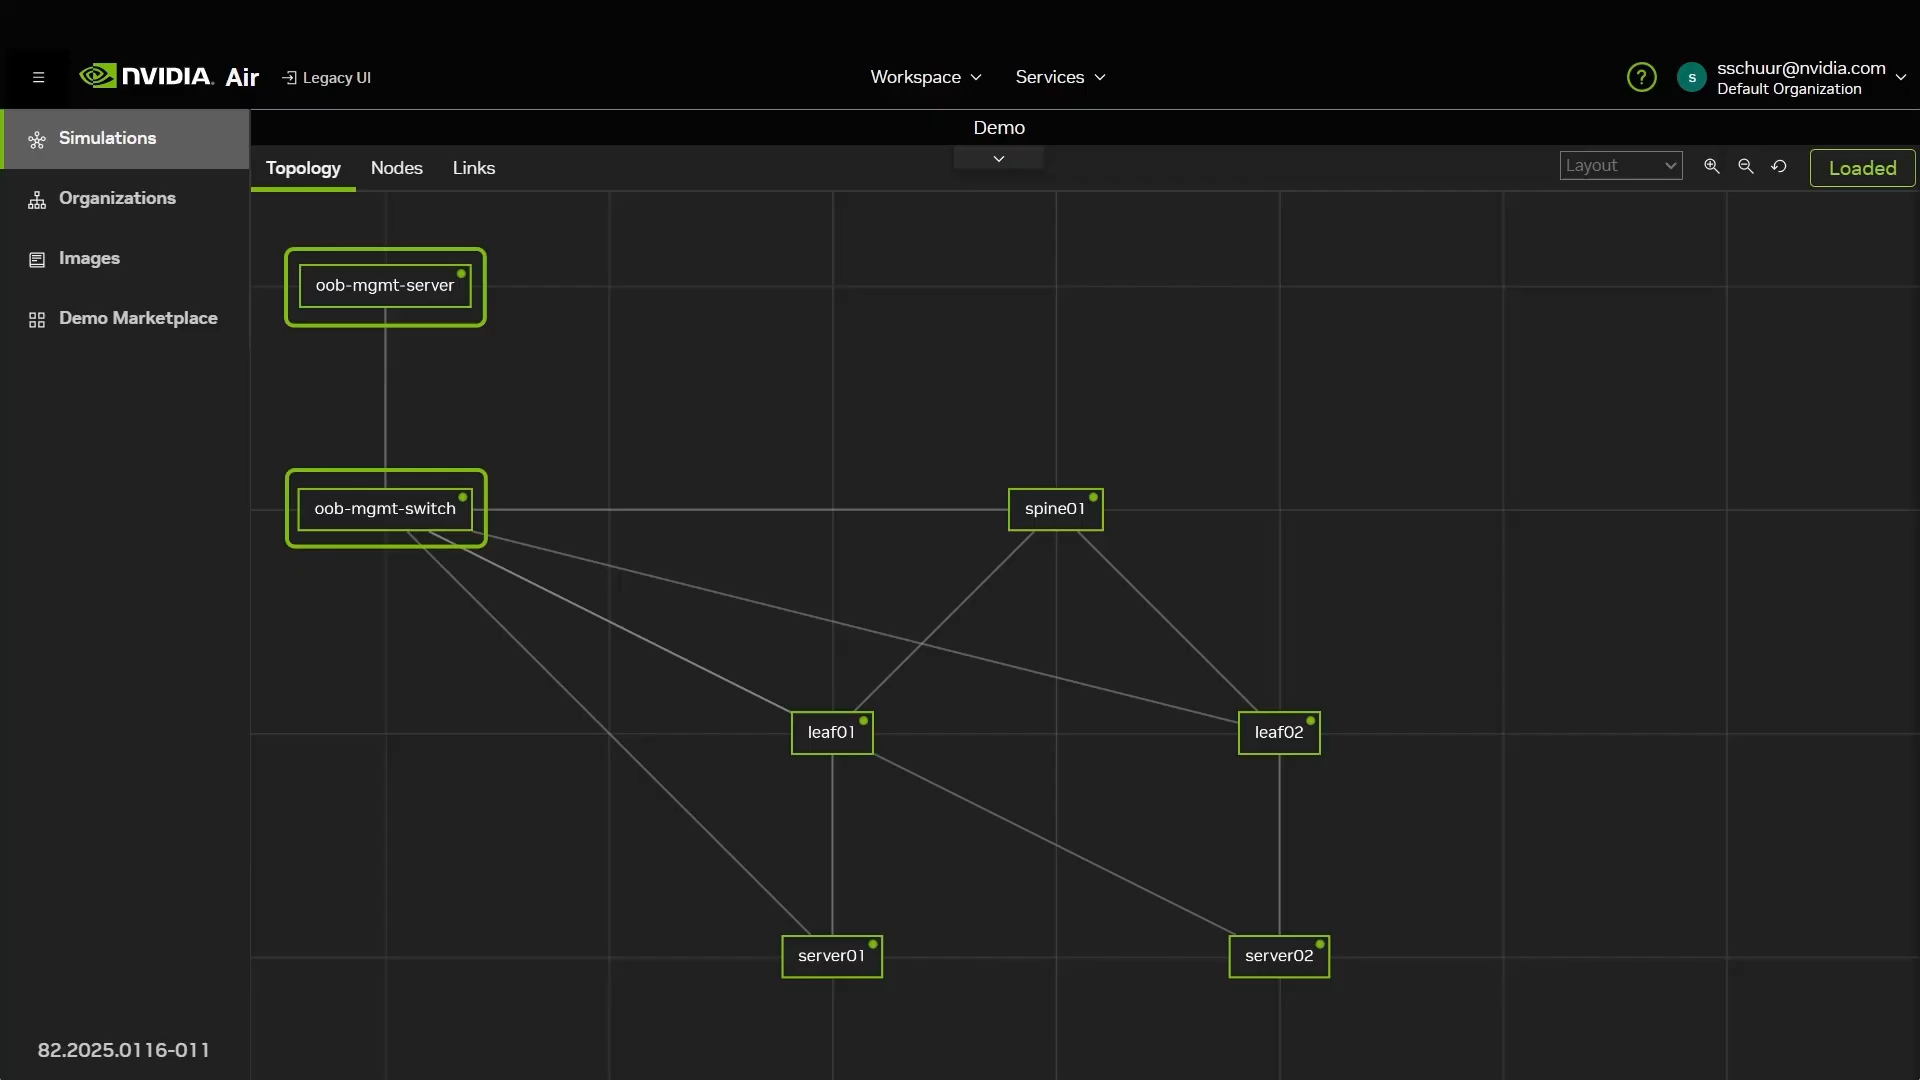 NVIDIA. Air
Legacy UI
Workspace
Services
?
s
sschuur@nvidia.com
Default Organization
Simulations
Organizations
Images
Demo Marketplace
Demo
Topology
Nodes
Links
Layout
Loaded
oob-mgmt-server
oob-mgmt-switch
spine01
leaf01
leaf02
server01
server02
82.2025.0116-011